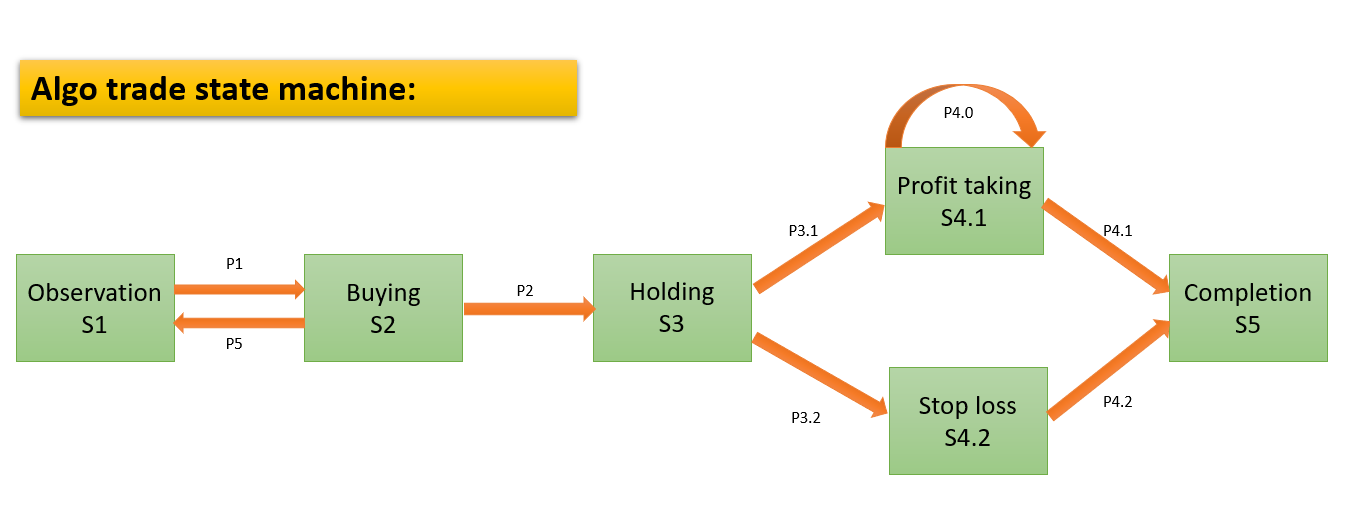 Algo trade state machine:
P4.0
Profit taking
S4.1
P3.1
P4.1
P1
Observation
S1
Buying
S2
P2
Holding
S3
Completion
S5
P5
Stop loss
S4.2
P3.2
P4.2